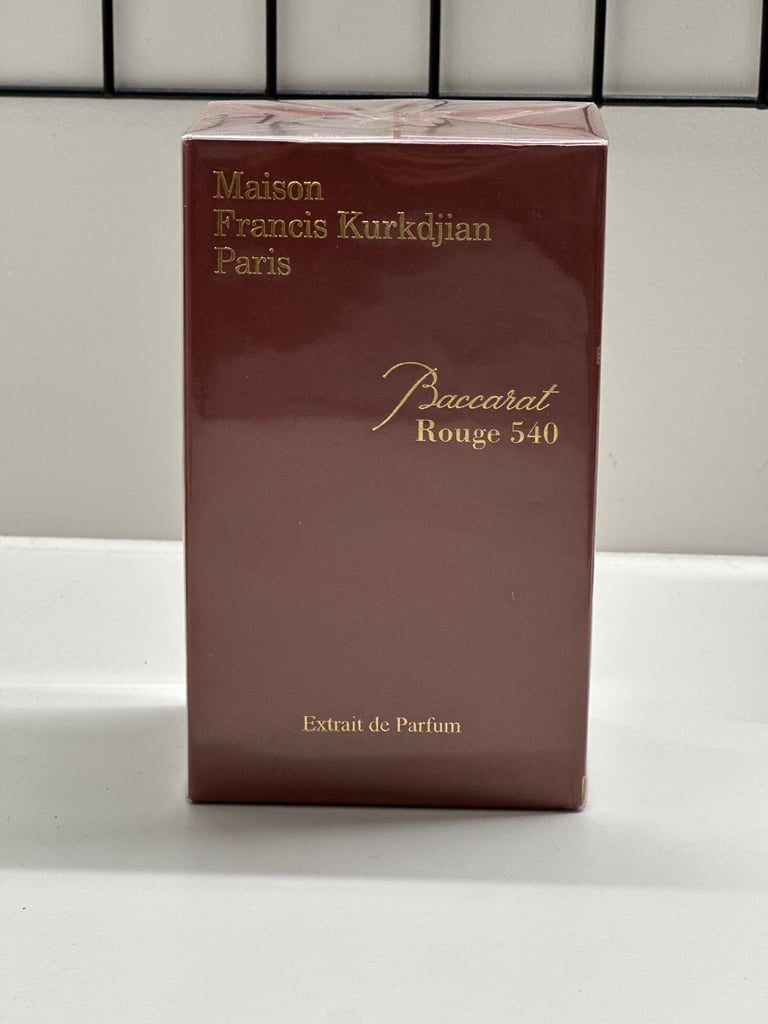 Maison
Francis Kurkdjian
Paris
Baccarat
Rouge 540
Extrait de Parfum